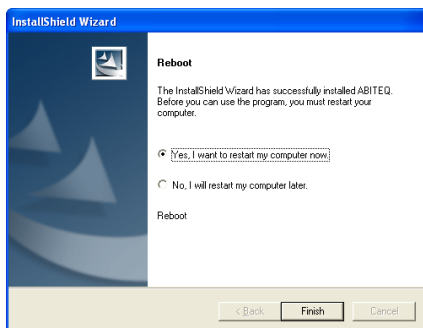 InstallShield Wizard
Reboot
The InstallShield Wizard has successfully installed ABITEQ.
Before you can use the program, you must restart your
computer.
Yes, I want to restart my computer now.
No, I will restart my computer later.
Reboot
< Back
Finish
Cancel